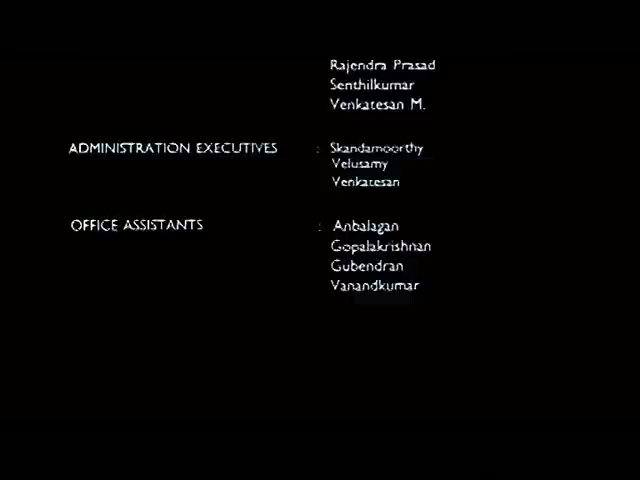 Rajendra Prasad
Senthilkumar
Venkatesan M.
ADMINISTRATION EXECUTIVES : Skandamoorthy
Velusamy
Venkatesan
OFFICE ASSISTANTS : Anbalagan
Gopalakrishnan
Gubendran
Vanandkumar